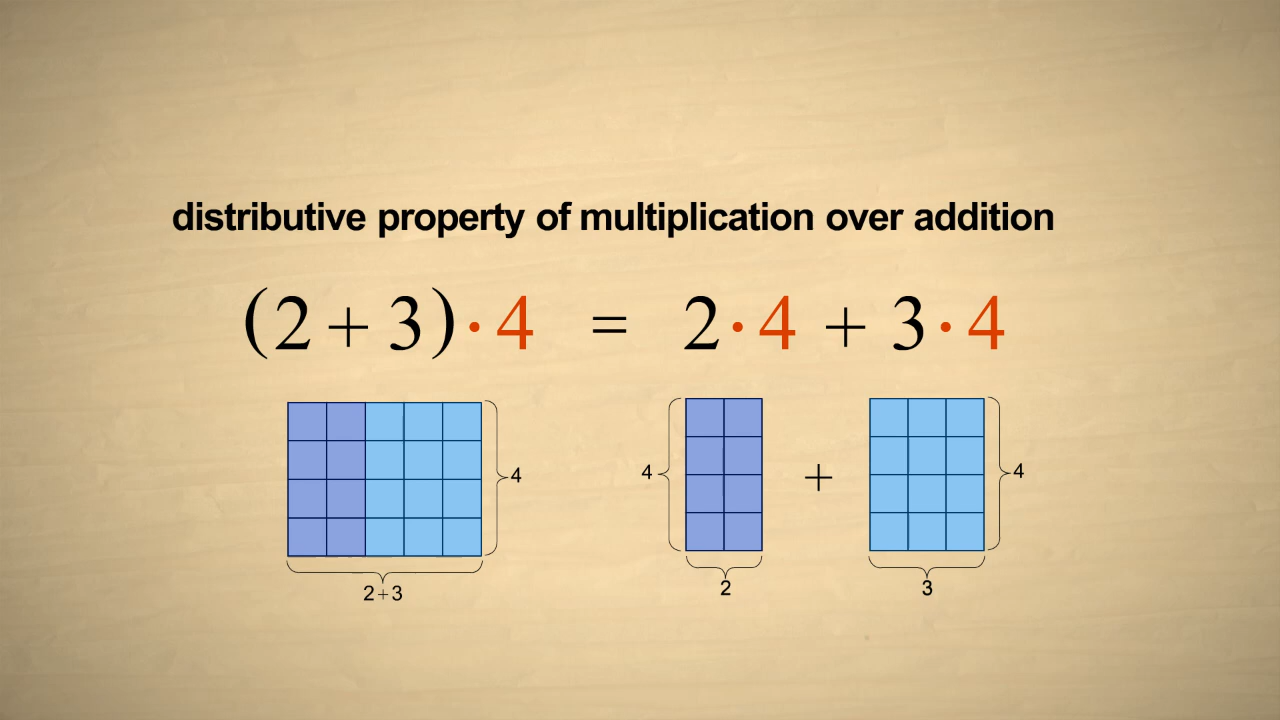 distributive property of multiplication over addition
(2 + 3) · 4 = 2 · 4 + 3 · 4
4 4 + 4
2 + 3 2 3